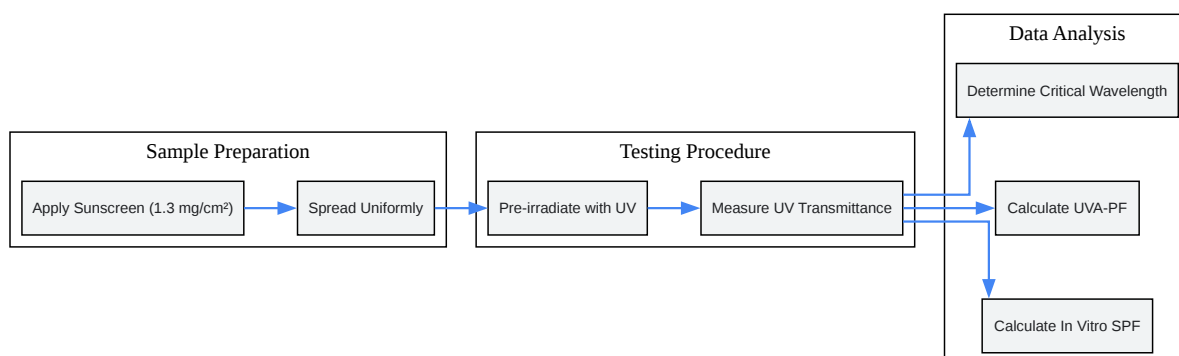 Sample Preparation
Apply Sunscreen (1.3 mg/cm²)
Spread Uniformly
Testing Procedure
Pre-irradiate with UV
Measure UV Transmittance
Data Analysis
Determine Critical Wavelength
Calculate UVA-PF
Calculate In Vitro SPF